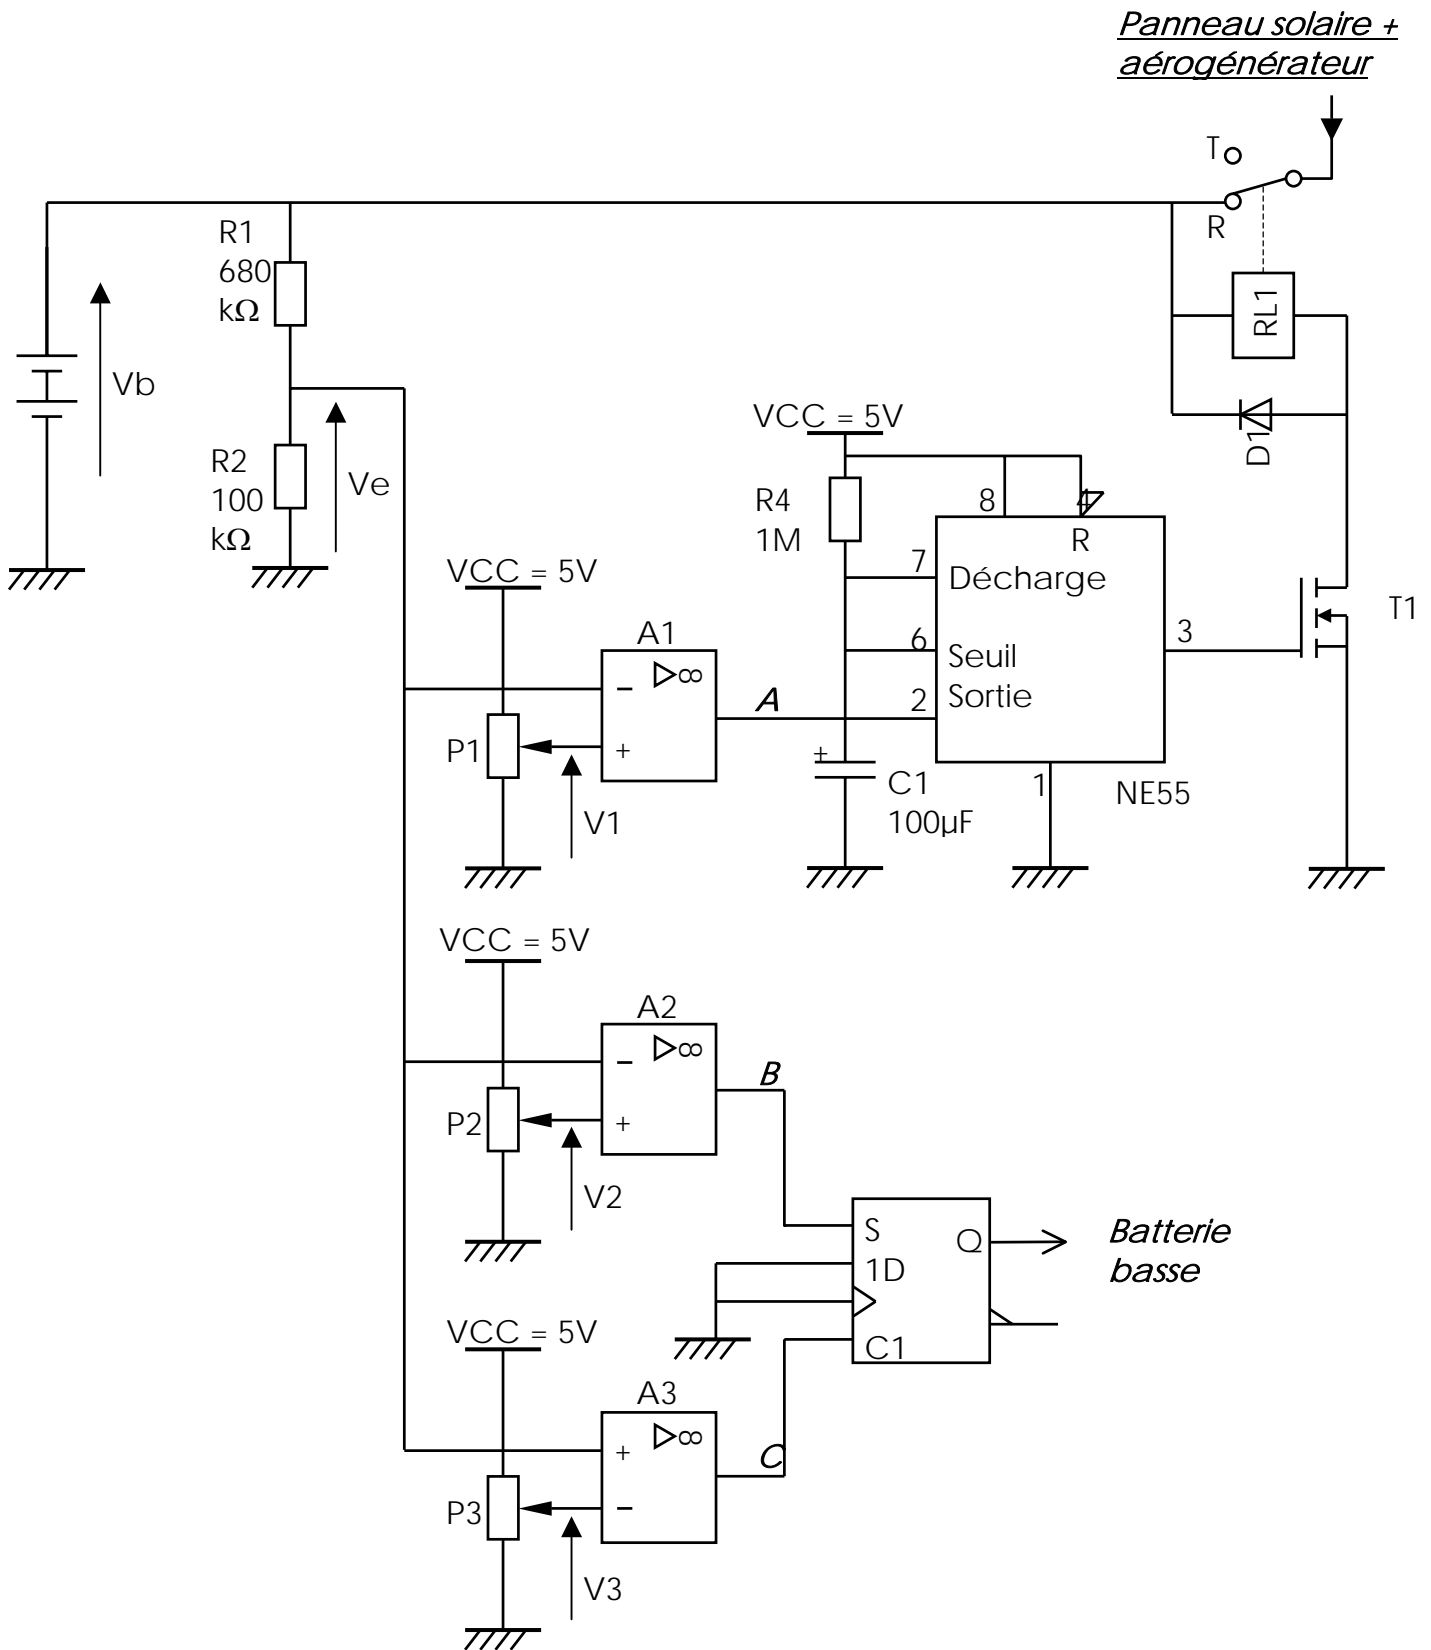 Panneau solaire +
aérogénérateur
T
R
R1
680
kΩ
RL1
Vb
VCC = 5V
D1
R2
100
kΩ
Ve
R4
1M
8
4
R
VCC = 5V
7
Décharge
T1
A1
6
Seuil
3
∞
−
A
2
Sortie
P1
+
+
V1
C1
100µF
1
NE55
VCC = 5V
A2
∞
−
B
P2
+
V2
S
Q
Batterie
basse
1D
VCC = 5V
C1
A3
∞
+
C
P3
−
V3